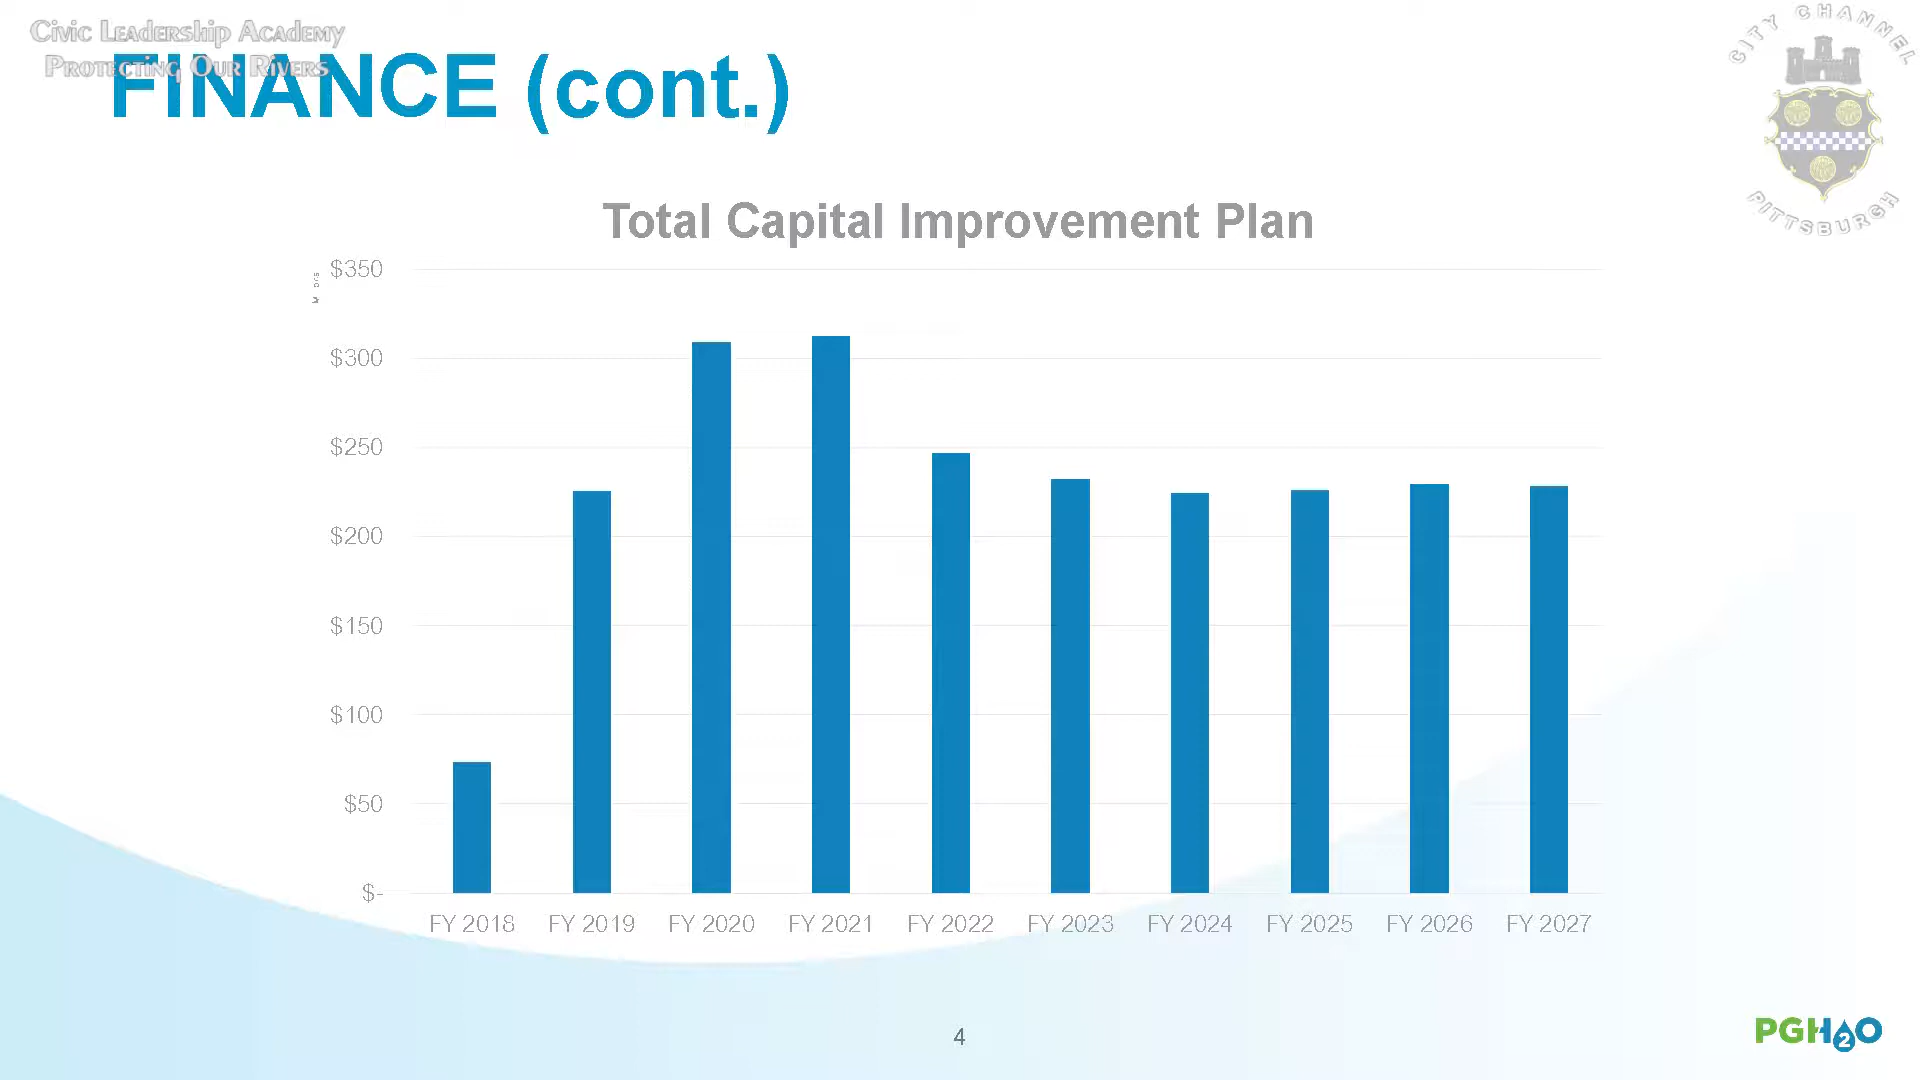 Civic Leadership Academy
Protecting Our Rivers
FINANCE (cont.)
CITY CHANNEL
PITTSBURGH
Total Capital Improvement Plan
$350
$300
$250
$200
$150
$100
$50
$-
FY 2018 FY 2019 FY 2020 FY 2021 FY 2022 FY 2023 FY 2024 FY 2025 FY 2026 FY 2027
4
PGH2O